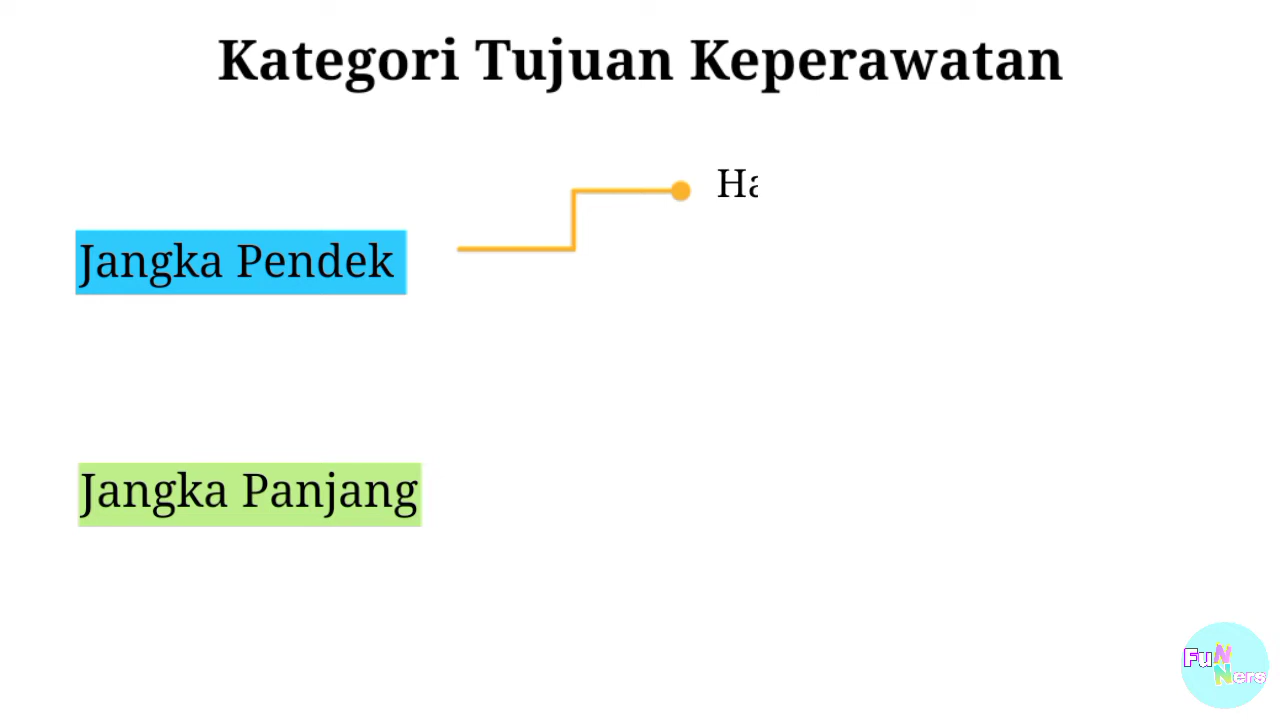 Kategori Tujuan Keperawatan
Ha
Jangka Pendek
Jangka Panjang
FuN
Ners